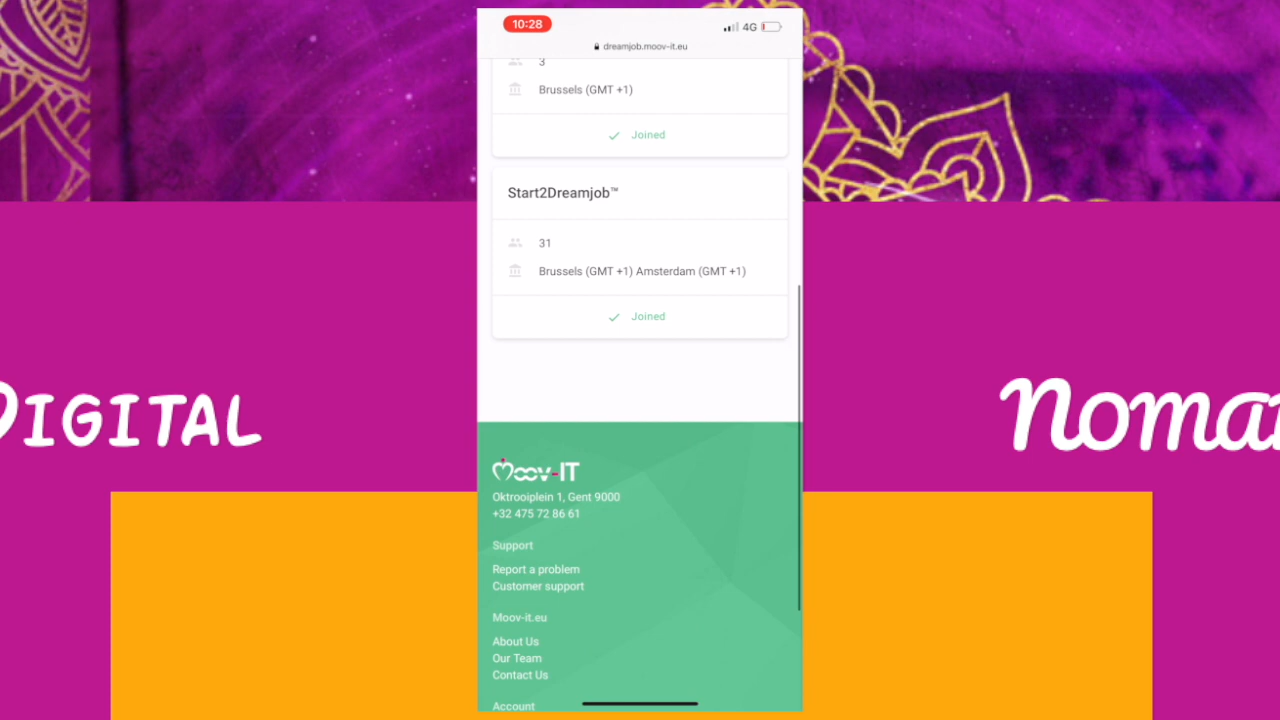 10:28
4G
dreamjob.moov-it.eu
3
Brussels (GMT +1)
Joined
Start2Dreamjob™
31
Brussels (GMT +1) Amsterdam (GMT +1)
Joined
DIGITAL
Noma
Moov-IT
Oktrooiplein 1, Gent 9000
+32 475 72 86 61
Support
Report a problem
Customer support
Moov-it.eu
About Us
Our Team
Contact Us
Account